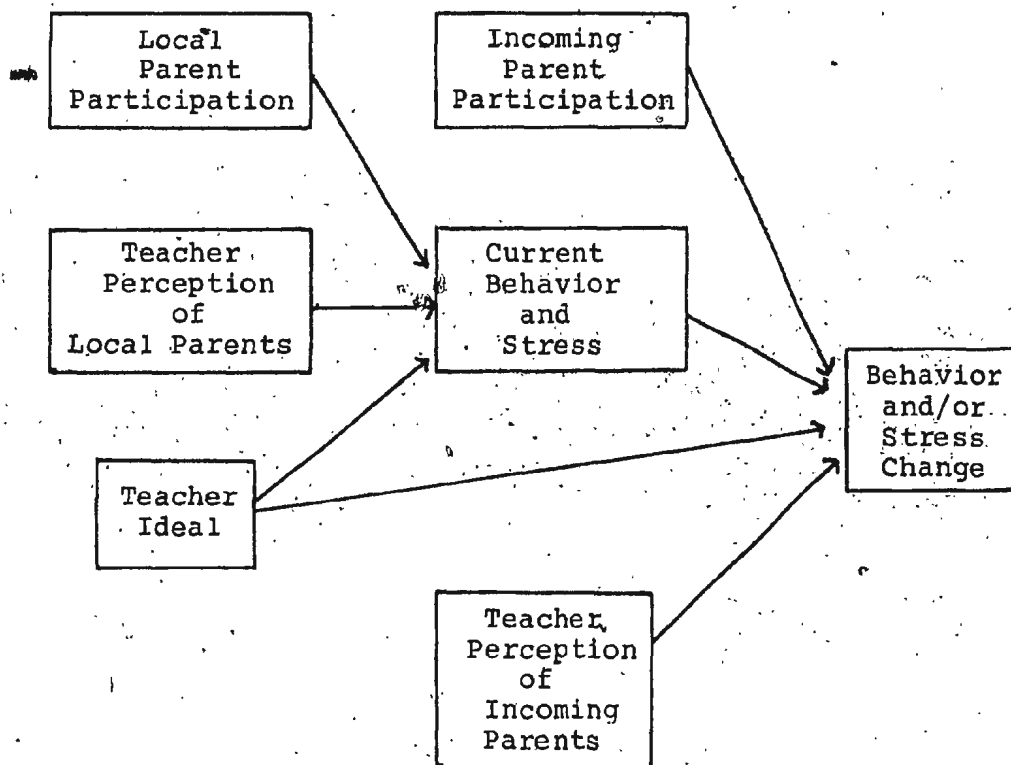 Local
Parent
Participation
Incoming
Parent
Participation
Teacher
Perception
of
Local Parents
Current
Behavior
and
Stress
Behavior
and/or
Stress
Change
Teacher
Ideal
Teacher
Perception
of
Incoming
Parents